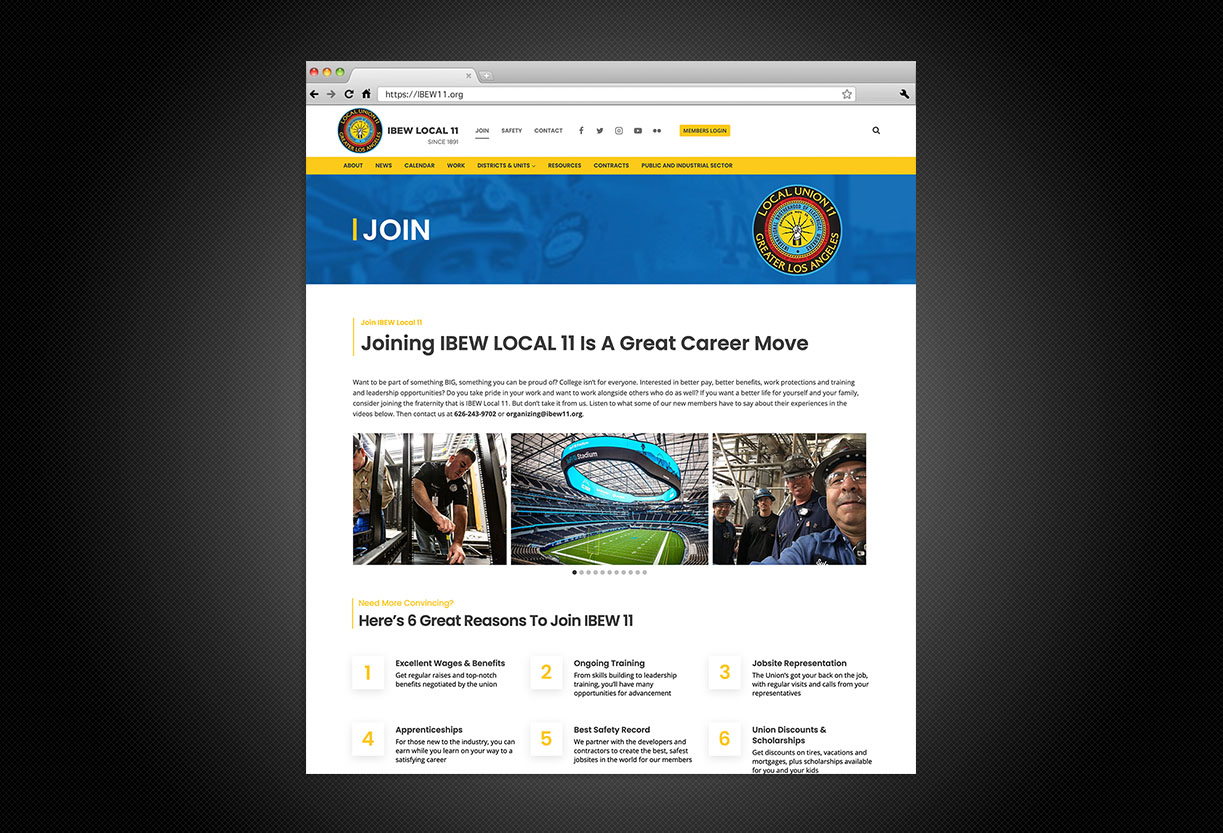 https://IBEW11.org
LOCAL UNION 11
GREATER LOS ANGELES
IBEW LOCAL 11
SINCE 1891
JOIN SAFETY CONTACT MEMBERS LOGIN
ABOUT NEWS CALENDAR WORK DISTRICTS & UNITS RESOURCES CONTRACTS PUBLIC AND INDUSTRIAL SECTOR
JOIN
LOCAL UNION 11
GREATER LOS ANGELES
Join IBEW Local 11
Joining IBEW LOCAL 11 Is A Great Career Move
Want to be part of something BIG, something you can be proud of? College isn't for everyone. Interested in better pay, better benefits, work protections and training
and leadership opportunities? Do you take pride in your work and want to work alongside others who do as well? If you want a better life for yourself and your family,
consider joining the fraternity that is IBEW Local 11. But don't take it from us. Listen to what some of our new members have to say about their experiences in the
videos below. Then contact us at 626-243-9702 or organizing@ibew11.org.
Stadium
Need More Convincing?
Here's 6 Great Reasons To Join IBEW 11
1
Excellent Wages & Benefits
Get regular raises and top-notch
benefits negotiated by the union
2
Ongoing Training
From skills building to leadership
training, you'll have many
opportunities for advancement
3
Jobsite Representation
The Union's got your back on the job,
with regular visits and calls from your
representatives
4
Apprenticeships
For those new to the industry, you can
earn while you learn on your way to a
satisfying career
5
Best Safety Record
We partner with the developers and
contractors to create the best, safest
jobsites in the world for our members
6
Union Discounts &
Scholarships
Get discounts on tires, vacations and
mortgages, plus scholarships available
for you and your kids